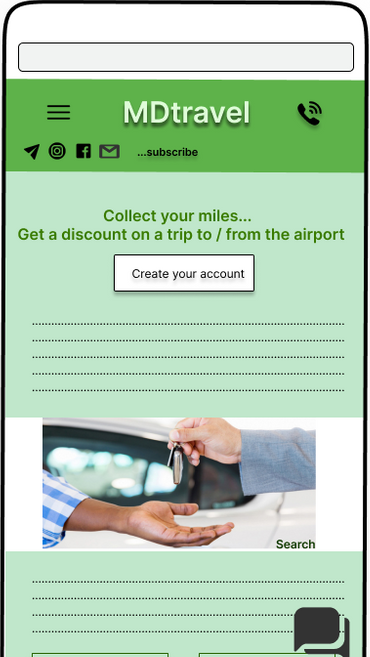 MDtravel
...subscribe
Collect your miles...
Get a discount on a trip to / from the airport
Create your account
Search